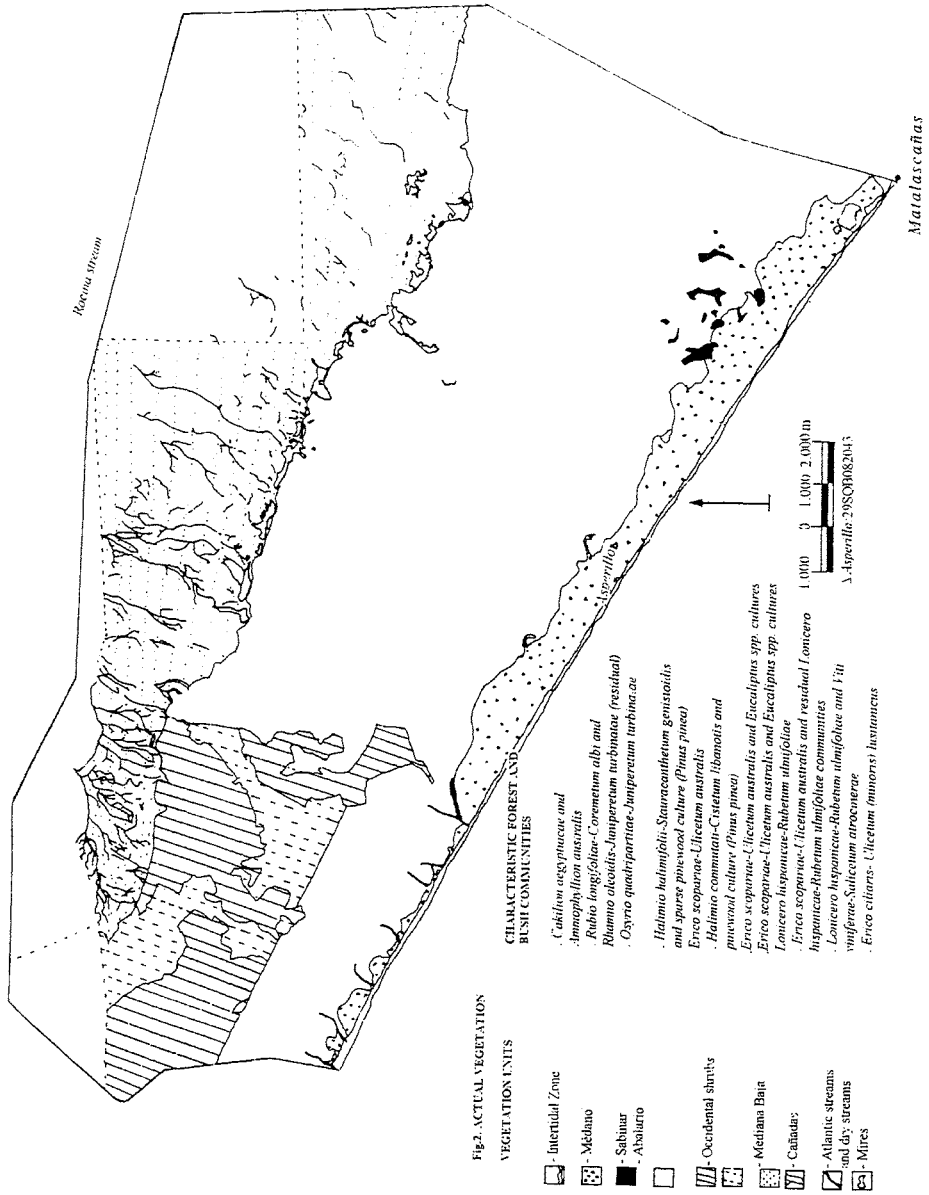 Rocina stream
Matalascañas
Asperillo
1.000 0 1.000 2.000 m
Δ Asperillo:29SQB082043
Fig.2. ACTUAL VEGETATION
VEGETATION UNITS
- Intertidal Zone
- Médano
- Sabinar
- Abalario
- Occidental shrubs
- Mediana Baja
- Cañadas
- Atlantic streams
and dry streams
- Mires
CHARACTERISTIC FOREST AND
BUSH COMMUNITIES
. Cakilion aegyptiacae and
Ammophyllion australis
. Rubio longifoliae-Corematum albi and
Rhamno oleoidis-Juniperetum turbinatae (residual)
. Osyrio quadripartitae-Juniperetum turbinatae
. Halimio halimifolii-Stauracanthetum genistoidis
and sparse pinewood culture (Pinus pinea)
Erico scopariae-Ulicetum australis
. Halimio commutati-Cistetum libanotis and
pinewood culture (Pinus pinea)
. Erico scopariae-Ulicetum australis and Eucaliptus spp. cultures
. Erico scopariae-Ulicetum australis and Eucaliptus spp. cultures
Lonicero hispanicae-Rubetum ulmifoliae
. Erico scopariae-Ulicetum australis and residual Lonicero
hispanicae-Rubetum ulmifoliae communities
. Lonicero hispanicae-Rubetum ulmifoliae and Viti
viniferae-Salicetum atrocinerae
. Erico ciliaris-Ulicetum (minoris) lusitanicus